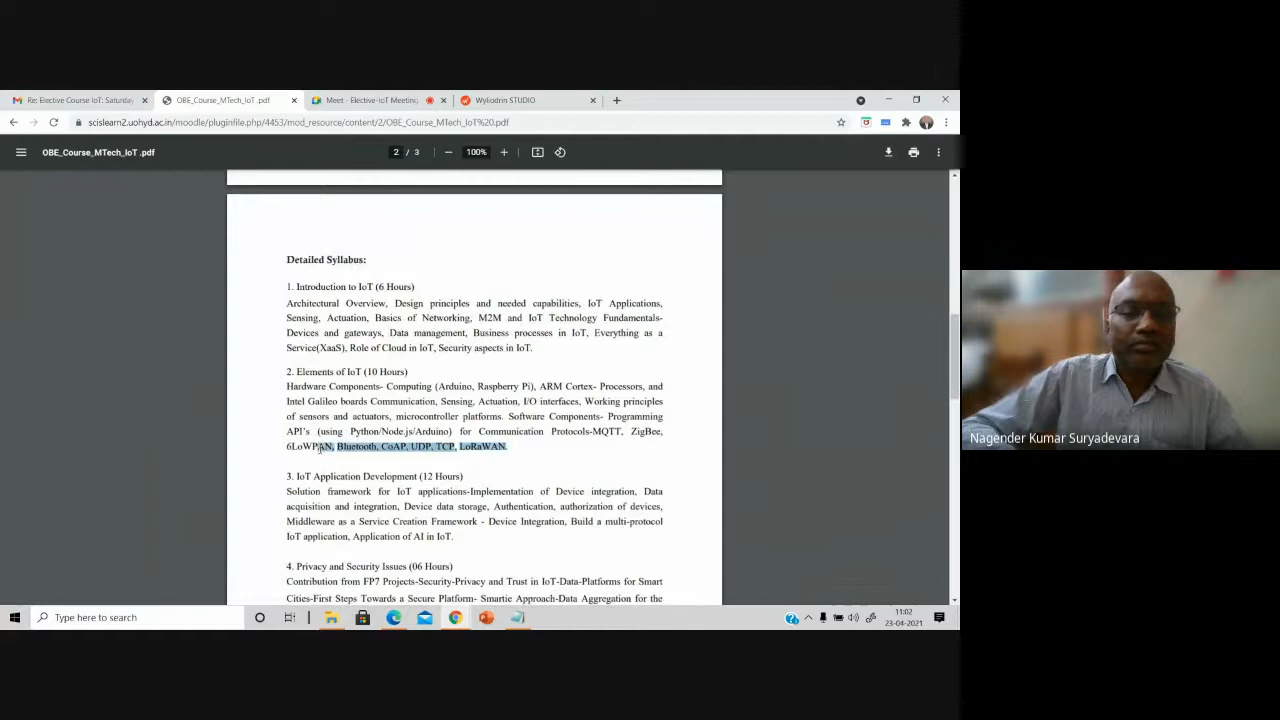 Re: Elective Course IoT: Saturday
OBE_Course_MTech_IoT .pdf
Meet - Elective-IoT Meeting
Wyliodrin STUDIO
scislearn2.uohyd.ac.in/moodle/pluginfile.php/4453/mod_resource/content/2/OBE_Course_MTech_IoT%20.pdf
OBE_Course_MTech_IoT .pdf
2 / 3
100%
Detailed Syllabus:
1. Introduction to IoT (6 Hours)
Architectural Overview, Design principles and needed capabilities, IoT Applications,
Sensing, Actuation, Basics of Networking, M2M and IoT Technology Fundamentals-
Devices and gateways, Data management, Business processes in IoT, Everything as a
Service(XaaS), Role of Cloud in IoT, Security aspects in IoT.
2. Elements of IoT (10 Hours)
Hardware Components- Computing (Arduino, Raspberry Pi), ARM Cortex- Processors, and
Intel Galileo boards Communication, Sensing, Actuation, I/O interfaces, Working principles
of sensors and actuators, microcontroller platforms. Software Components- Programming
API's (using Python/Node.js/Arduino) for Communication Protocols-MQTT, ZigBee,
6LoWPAN, Bluetooth, CoAP, UDP, TCP, LoRaWAN.
3. IoT Application Development (12 Hours)
Solution framework for IoT applications-Implementation of Device integration, Data
acquisition and integration, Device data storage, Authentication, authorization of devices,
Middleware as a Service Creation Framework - Device Integration, Build a multi-protocol
IoT application, Application of AI in IoT.
4. Privacy and Security Issues (06 Hours)
Contribution from FP7 Projects-Security-Privacy and Trust in IoT-Data-Platforms for Smart
Cities-First Steps Towards a Secure Platform- Smartie Approach-Data Aggregation for the
Nagender Kumar Suryadevara
Type here to search
11:02
23-04-2021